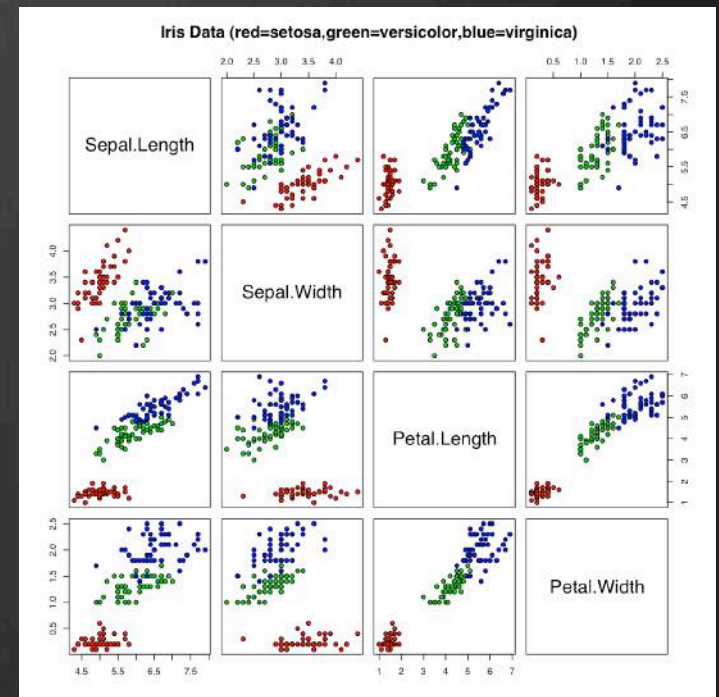 Iris Data (red=setosa,green=versicolor,blue=virginica)
2.0 2.5 3.0 3.5 4.0
0.5 1.0 1.5 2.0 2.5
Sepal.Length
4.5 5.5 6.5 7.5
2.0 2.5 3.0 3.5 4.0
Sepal.Width
Petal.Length
1 2 3 4 5 6 7
0.5 1.0 1.5 2.0 2.5
Petal.Width
4.5 5.5 6.5 7.5
1 2 3 4 5 6 7